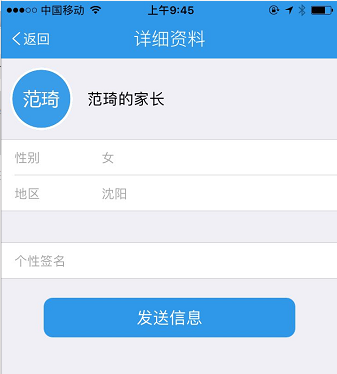 中国移动 上午9:45
返回 详细资料
范琦 范琦的家长
性别 女
地区 沈阳
个性签名
发送信息